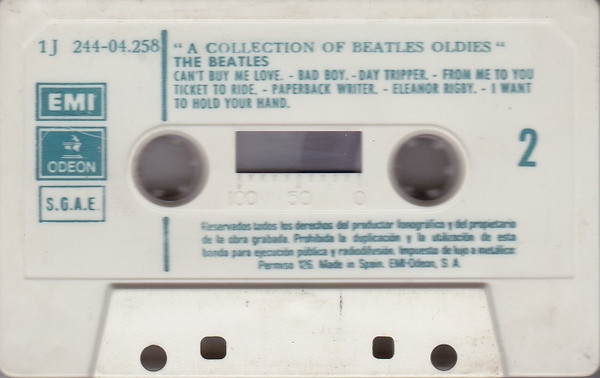 1J 244-04.258
"A COLLECTION OF BEATLES OLDIES"
THE BEATLES
CAN'T BUY ME LOVE. - BAD BOY. - DAY TRIPPER. - FROM ME TO YOU
TICKET TO RIDE. - PAPERBACK WRITER. - ELEANOR RIGBY. - I WANT
TO HOLD YOUR HAND.
EMI
ODEON
S.G.A.E.
2
100 50 0
Reservados todos los derechos del productor fonográfico y del propietario
de la obra grabada. Prohibida la duplicación y la utilización de esta
banda para ejecución pública y radiodifusión. Impuesto de lujo a metálico:
Permiso 126. Made in Spain. EMI-Odeon, S. A.